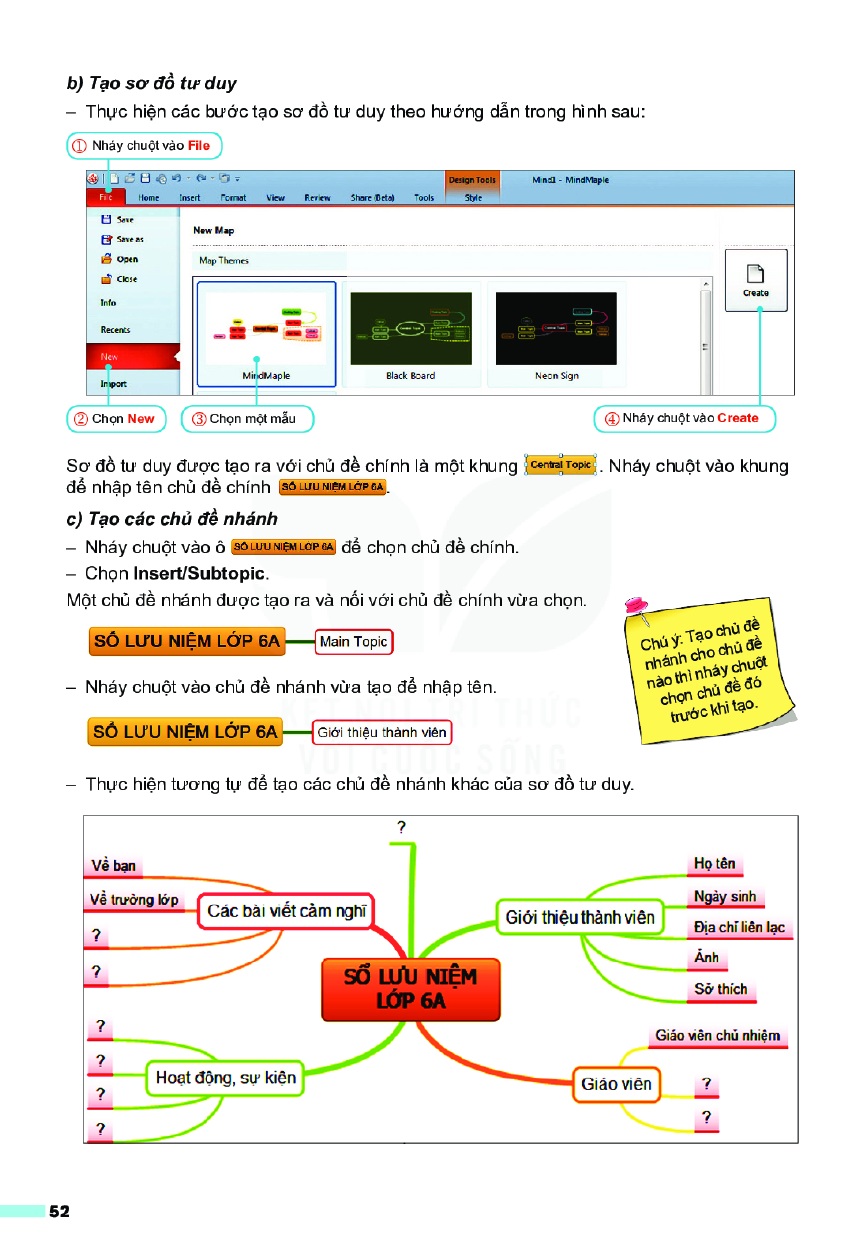 b) Tạo sơ đồ tư duy
– Thực hiện các bước tạo sơ đồ tư duy theo hướng dẫn trong hình sau:
① Nháy chuột vào File
Design Tools
Mind1 - MindMaple
File Home Insert Format View Review Share (Beta) Tools Style
Save
Save as
Open
Close
Info
Recents
New
Import
New Map
Map Themes
MindMaple
Black Board
Neon Sign
Create
② Chọn New
③ Chọn một mẫu
④ Nháy chuột vào Create
Sơ đồ tư duy được tạo ra với chủ đề chính là một khung Central Topic . Nháy chuột vào khung
để nhập tên chủ đề chính SỔ LƯU NIỆM LỚP 6A.
c) Tạo các chủ đề nhánh
– Nháy chuột vào ô SỔ LƯU NIỆM LỚP 6A để chọn chủ đề chính.
– Chọn Insert/Subtopic.
Một chủ đề nhánh được tạo ra và nối với chủ đề chính vừa chọn.
SỔ LƯU NIỆM LỚP 6A Main Topic
Chú ý: Tạo chủ đề
nhánh cho chủ đề
nào thì nháy chuột
chọn chủ đề đó
trước khi tạo.
– Nháy chuột vào chủ đề nhánh vừa tạo để nhập tên.
SỔ LƯU NIỆM LỚP 6A Giới thiệu thành viên
KẾT NỐI TRI THỨC
VỚI CUỘC SỐNG
– Thực hiện tương tự để tạo các chủ đề nhánh khác của sơ đồ tư duy.
?
Về bạn
Về trường lớp
?
?
Các bài viết cảm nghĩ
Giới thiệu thành viên
Họ tên
Ngày sinh
Địa chỉ liên lạc
Ảnh
Sở thích
SỔ LƯU NIỆM
LỚP 6A
?
?
?
?
Hoạt động, sự kiện
Giáo viên
Giáo viên chủ nhiệm
?
?
52